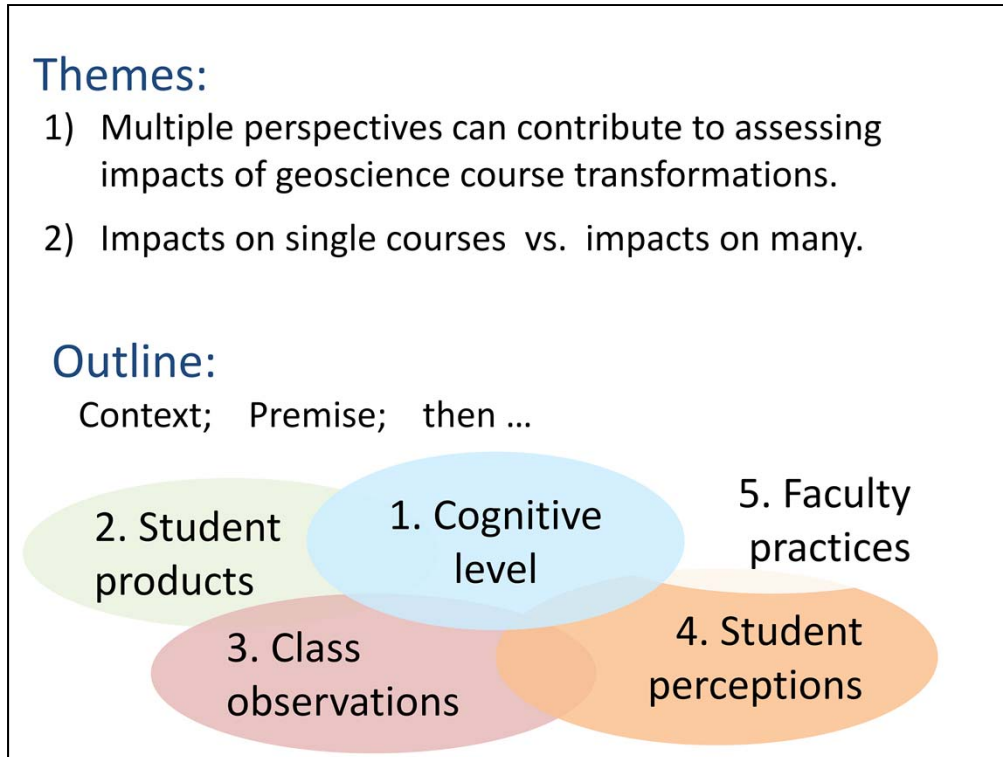 Themes:
1) Multiple perspectives can contribute to assessing
impacts of geoscience course transformations.
2) Impacts on single courses vs. impacts on many.
Outline:
Context; Premise; then …
1. Cognitive
level
2. Student
products
3. Class
observations
4. Student
perceptions
5. Faculty
practices